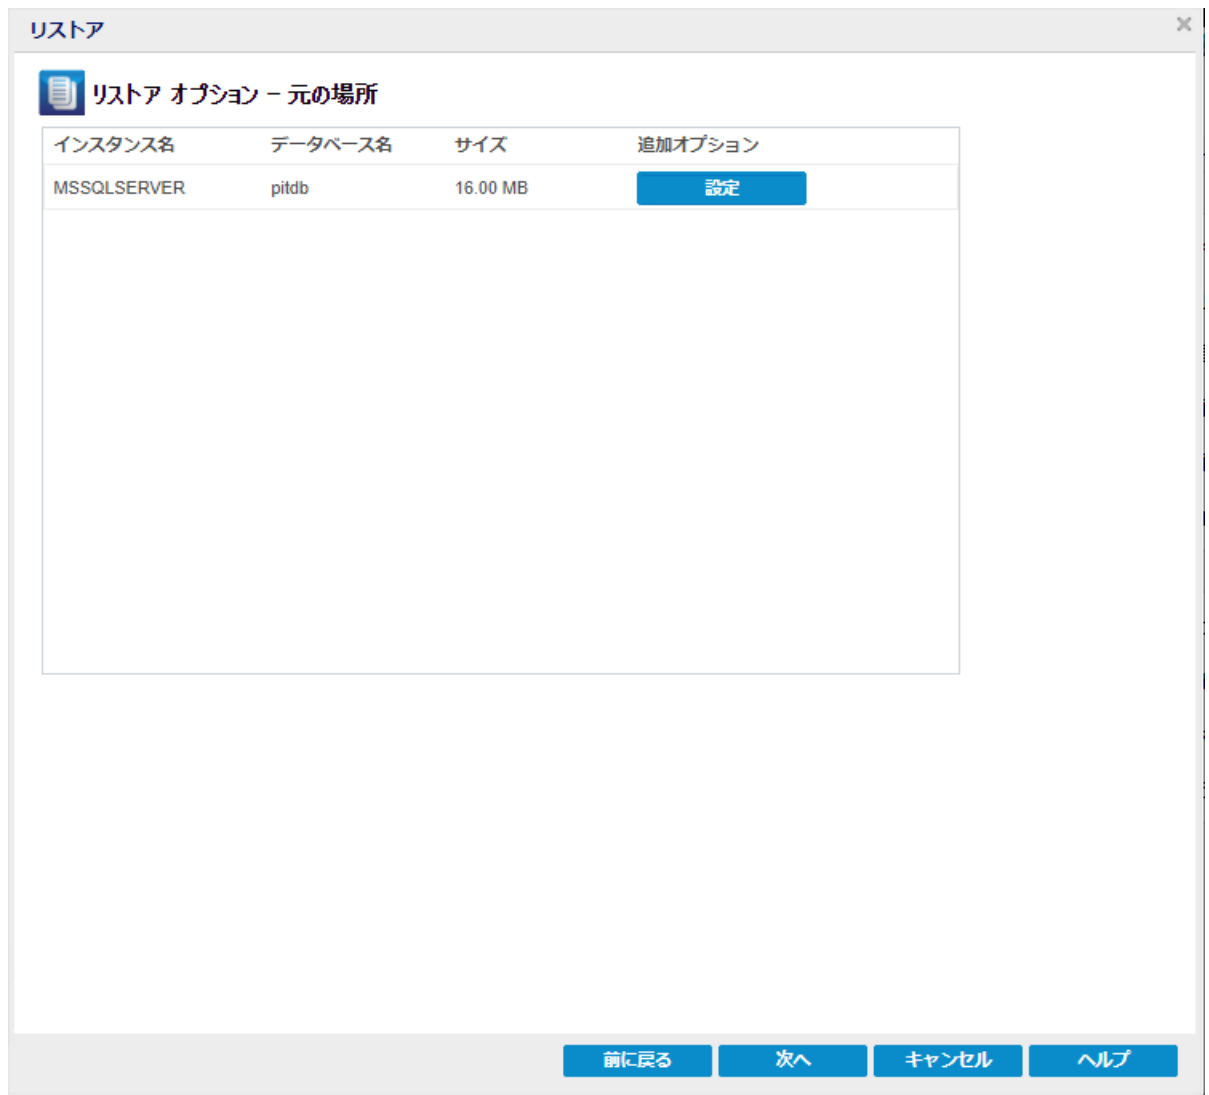 リストア
リストア オプション - 元の場所
インスタンス名 データベース名 サイズ 追加オプション
MSSQLSERVER pitdb 16.00 MB 設定
前に戻る 次へ キャンセル ヘルプ